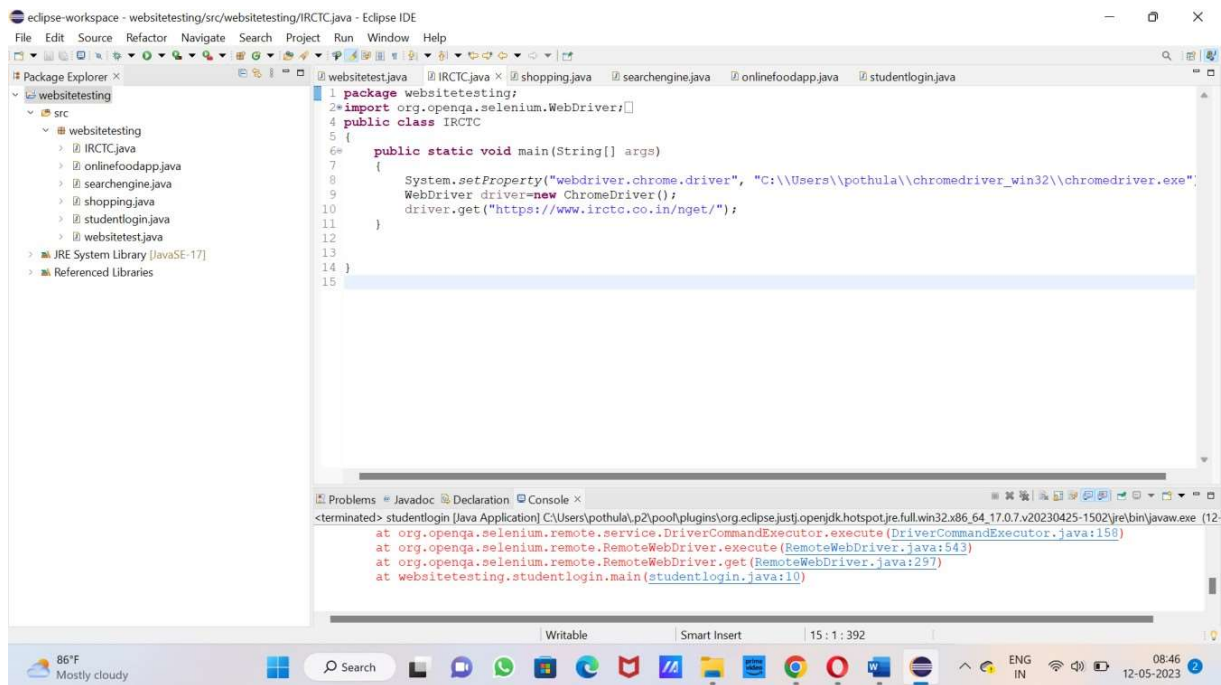 eclipse-workspace - websitetesting/src/websitetesting/IRCTC.java - Eclipse IDE
File Edit Source Refactor Navigate Search Project Run Window Help
Package Explorer
websitetest.java IRCTC.java shopping.java searchengine.java onlinefoodapp.java studentlogin.java
websitetesting
src
websitetesting
IRCTC.java
onlinefoodapp.java
searchengine.java
shopping.java
studentlogin.java
websitetest.java
JRE System Library [JavaSE-17]
Referenced Libraries
1 package websitetesting;
2 import org.openqa.selenium.WebDriver;
4 public class IRCTC
5 {
6 public static void main(String[] args)
7 {
8 System.setProperty("webdriver.chrome.driver", "C:\\Users\\pothula\\chromedriver_win32\\chromedriver.exe")
9 WebDriver driver=new ChromeDriver();
10 driver.get("https://www.irctc.co.in/nget/");
11 }
12
13
14 }
15
Problems Javadoc Declaration Console
<terminated> studentlogin [Java Application] C:\Users\pothula\.p2\pool\plugins\org.eclipse.justj.openjdk.hotspot.jre.full.win32.x86_64_17.0.7.v20230425-1502\jre\bin\javaw.exe (12-
at org.openqa.selenium.remote.service.DriverCommandExecutor.execute(DriverCommandExecutor.java:158)
at org.openqa.selenium.remote.RemoteWebDriver.execute(RemoteWebDriver.java:543)
at org.openqa.selenium.remote.RemoteWebDriver.get(RemoteWebDriver.java:297)
at websitetesting.studentlogin.main(studentlogin.java:10)
Writable Smart Insert 15 : 1 : 392
86°F
Mostly cloudy
Search
prime video
ENG
IN
08:46
12-05-2023
2